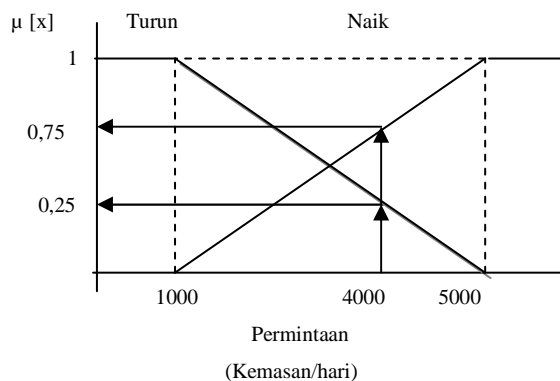 µ [x] Turun Naik
1
0,75
0,25
1000 4000 5000
Permintaan
(Kemasan/hari)